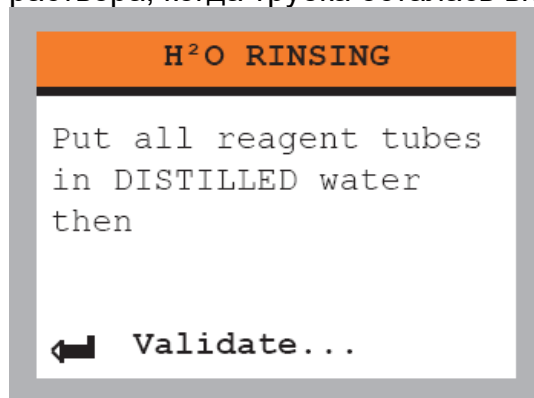 H²O RINSING
Put all reagent tubes
in DISTILLED water
then
Validate...